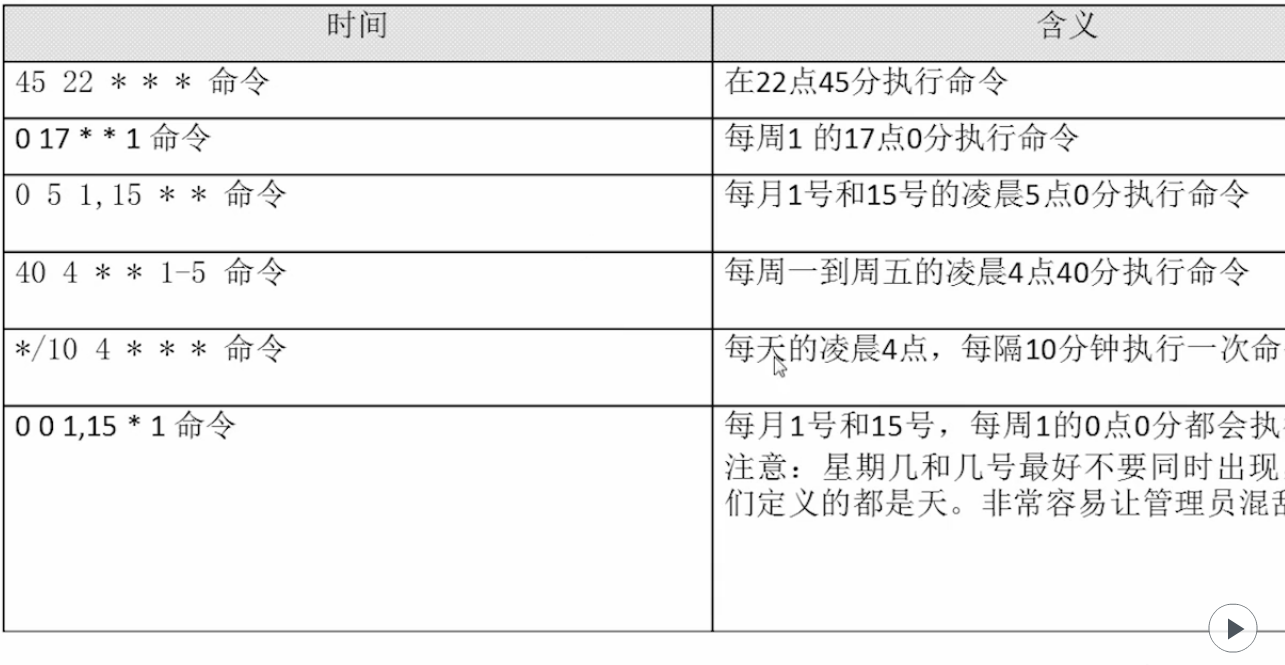 时间
含义
45 22 * * * 命令
在22点45分执行命令
0 17 * * 1 命令
每周1 的17点0分执行命令
0 5 1,15 * * 命令
每月1号和15号的凌晨5点0分执行命令
40 4 * * 1-5 命令
每周一到周五的凌晨4点40分执行命令
*/10 4 * * * 命令
每天的凌晨4点，每隔10分钟执行一次命
0 0 1,15 * 1 命令
每月1号和15号，每周1的0点0分都会执
注意：星期几和几号最好不要同时出现
们定义的都是天。非常容易让管理员混